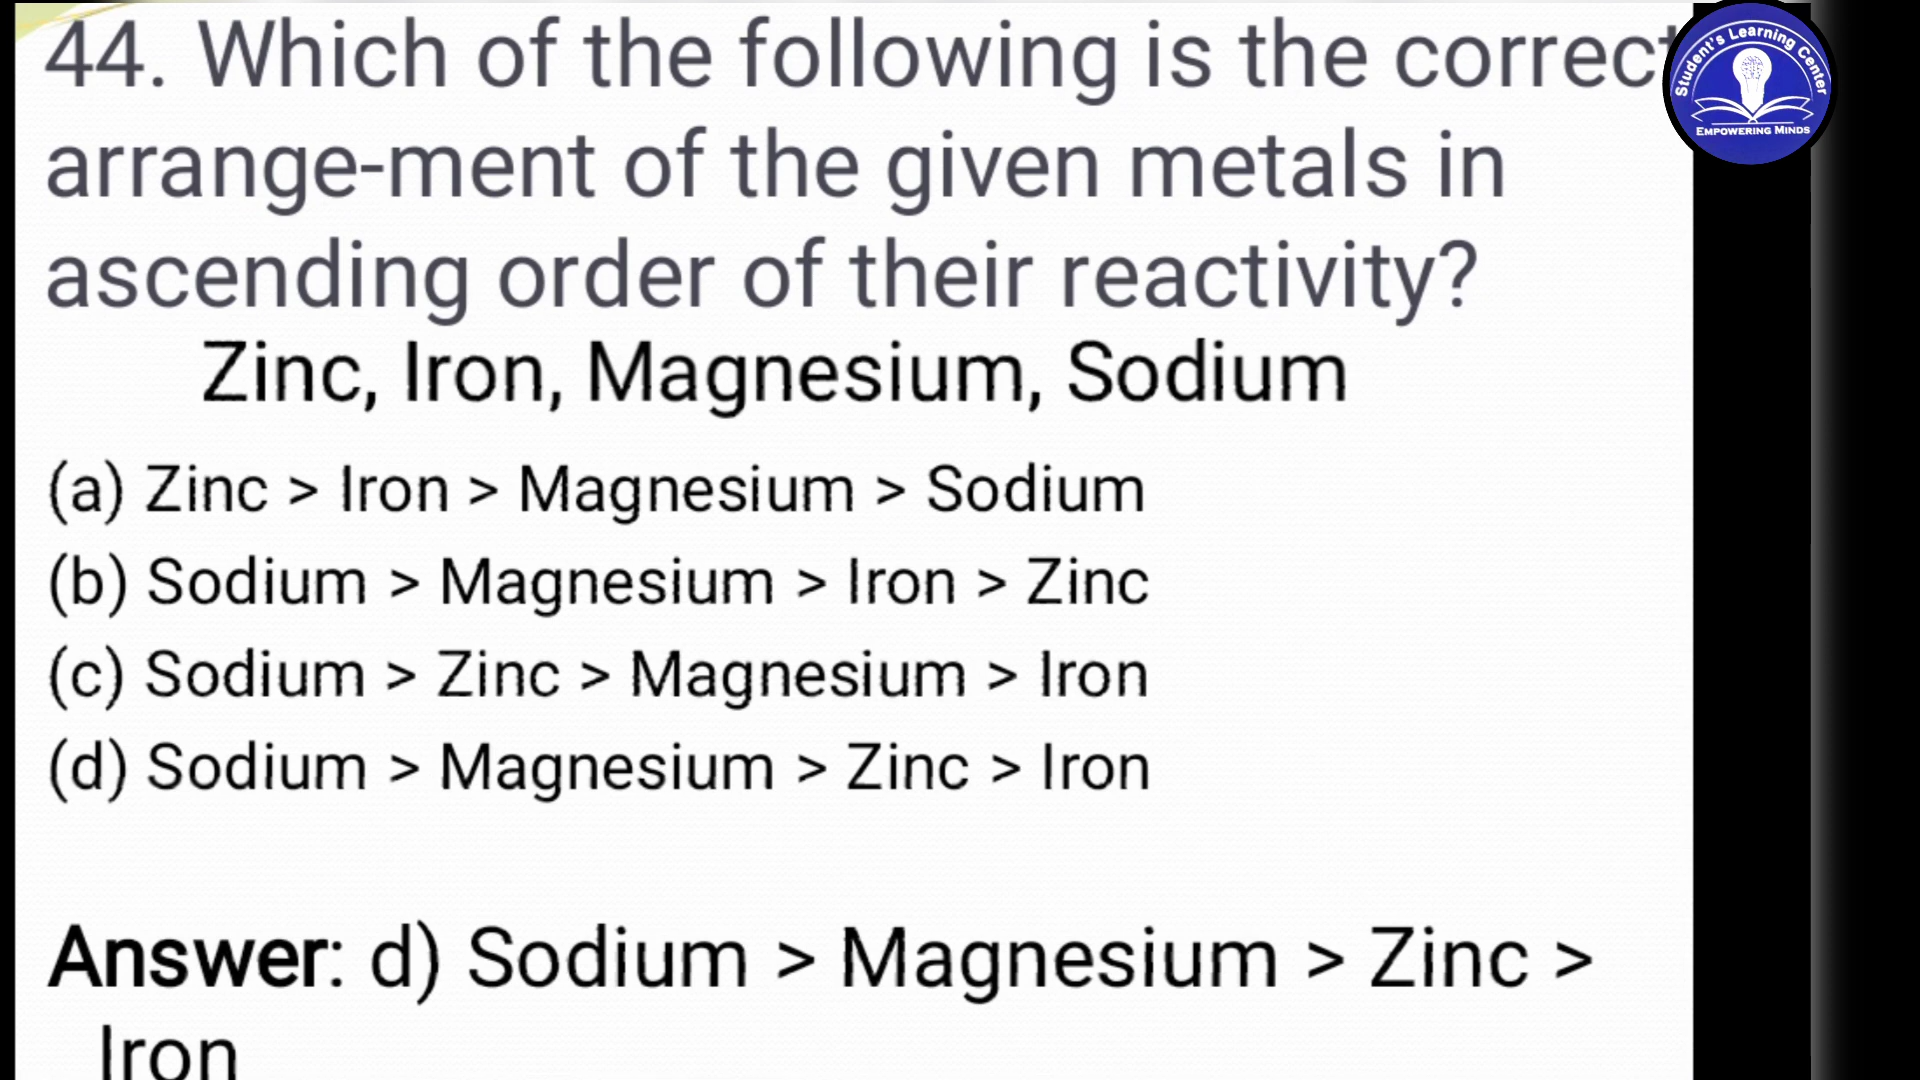 44. Which of the following is the correct
arrange-ment of the given metals in
ascending order of their reactivity?
Zinc, Iron, Magnesium, Sodium
(a) Zinc > Iron > Magnesium > Sodium
(b) Sodium > Magnesium > Iron > Zinc
(c) Sodium > Zinc > Magnesium > Iron
(d) Sodium > Magnesium > Zinc > Iron
Answer: d) Sodium > Magnesium > Zinc >
Iron
Student's Learning Center
EMPOWERING MINDS